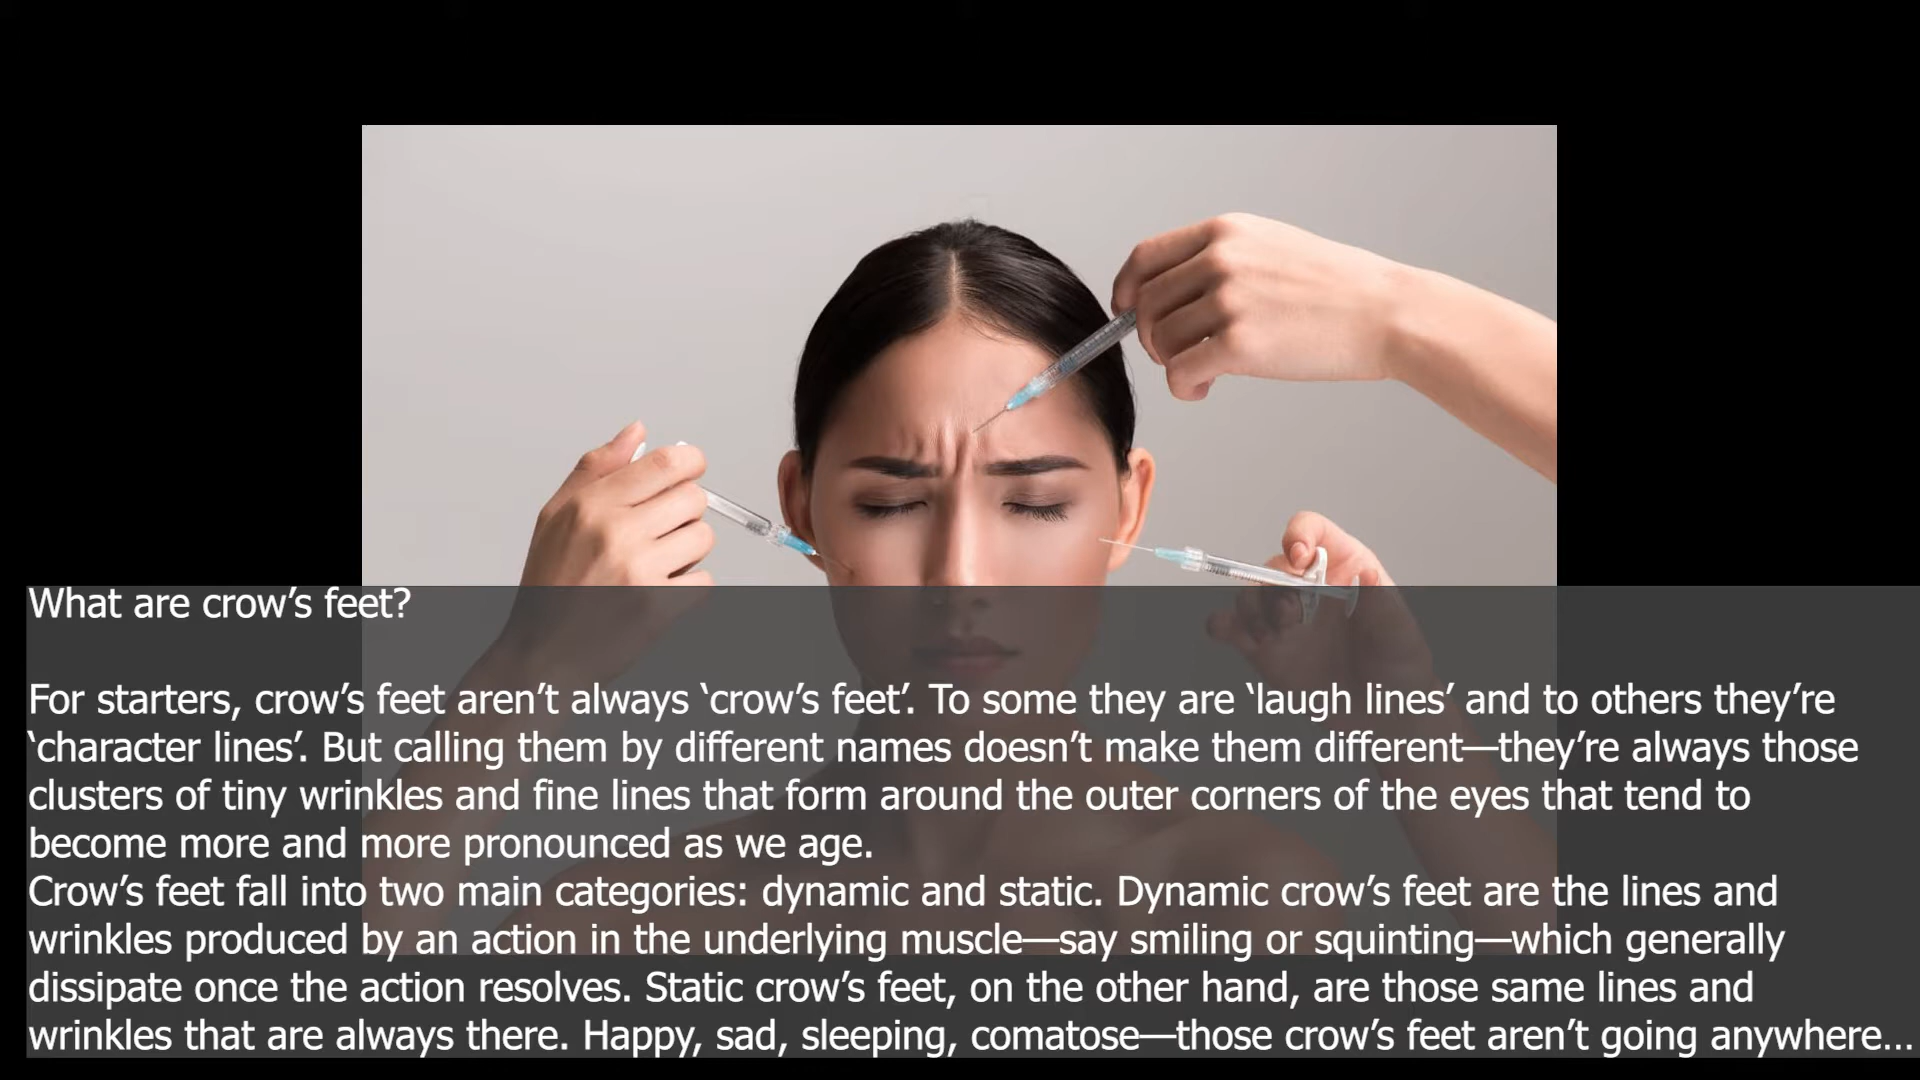 What are crow’s feet?
For starters, crow’s feet aren’t always ‘crow’s feet’. To some they are ‘laugh lines’ and to others they’re
‘character lines’. But calling them by different names doesn’t make them different—they’re always those
clusters of tiny wrinkles and fine lines that form around the outer corners of the eyes that tend to
become more and more pronounced as we age.
Crow’s feet fall into two main categories: dynamic and static. Dynamic crow’s feet are the lines and
wrinkles produced by an action in the underlying muscle—say smiling or squinting—which generally
dissipate once the action resolves. Static crow’s feet, on the other hand, are those same lines and
wrinkles that are always there. Happy, sad, sleeping, comatose—those crow’s feet aren’t going anywhere…